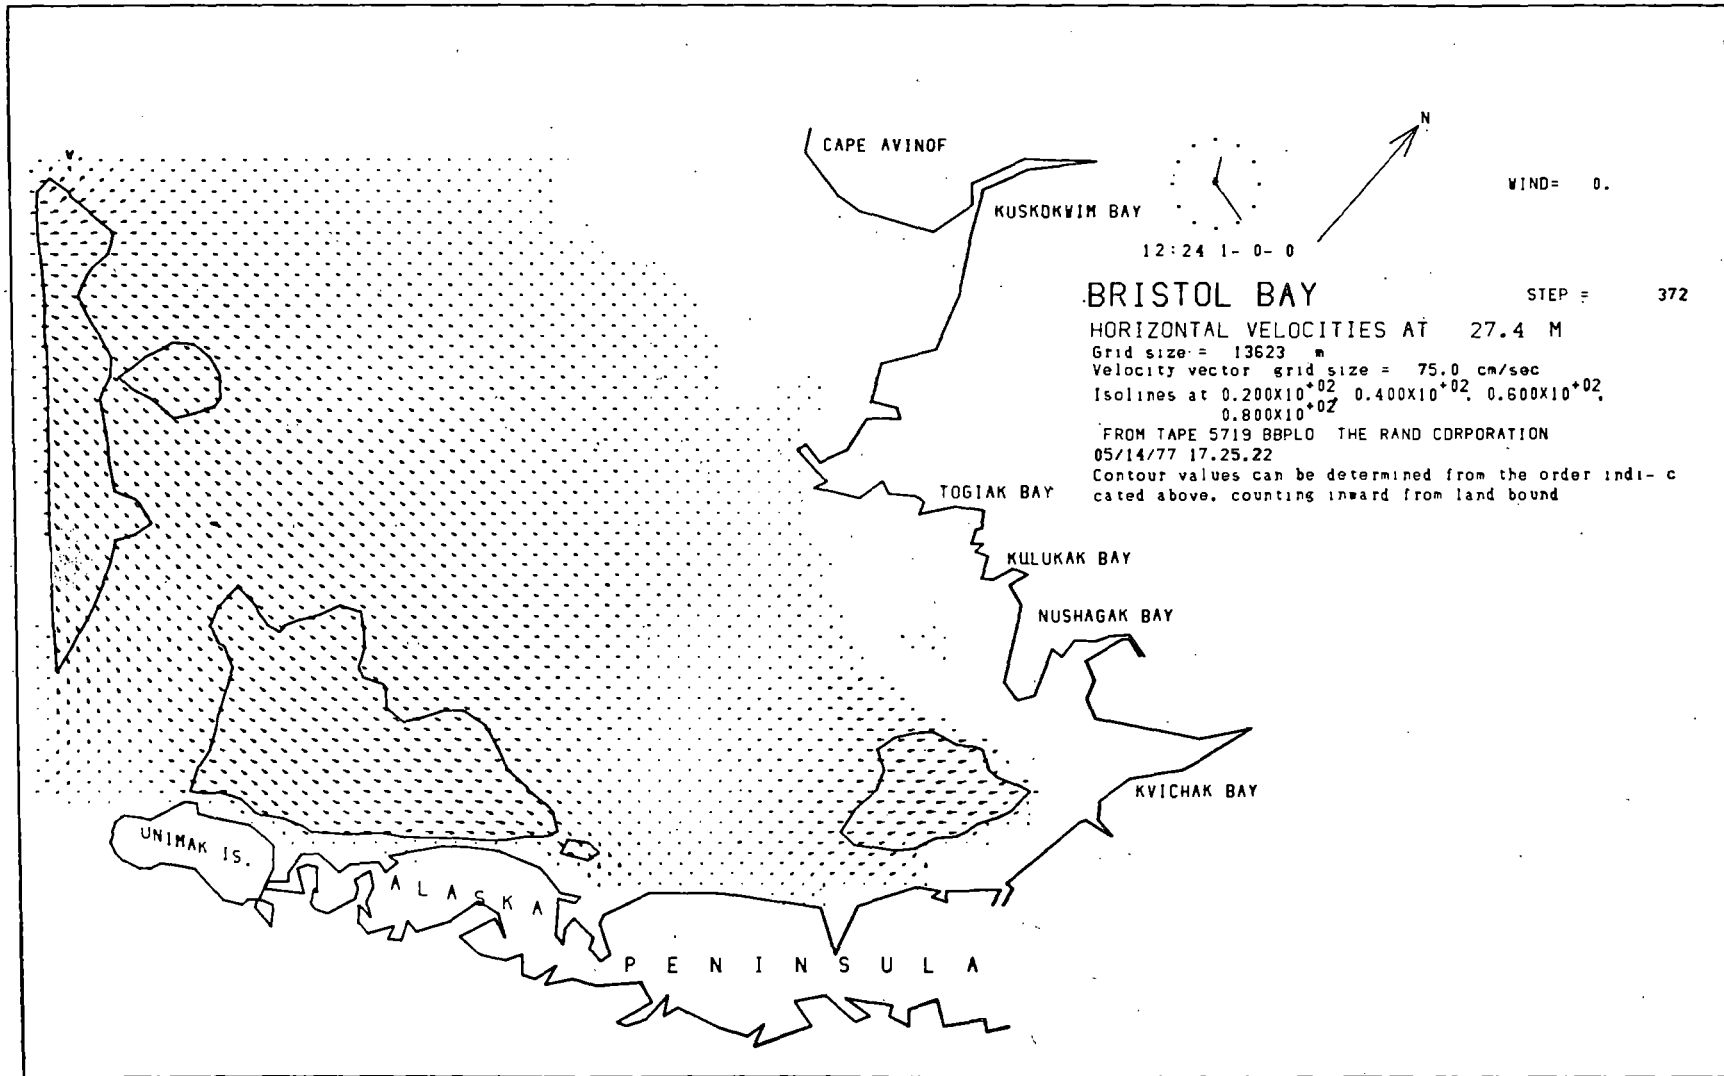 N
CAPE AVINOF
WIND= 0.
KUSKOKWIM BAY
12:24 1- 0- 0
BRISTOL BAY
STEP = 372
HORIZONTAL VELOCITIES AT 27.4 M
Grid size = 13623 m
Velocity vector grid size = 75.0 cm/sec
Isolines at 0.200X10+02, 0.400X10+02, 0.600X10+02,
0.800X10+02
FROM TAPE 5719 BBPLO THE RAND CORPORATION
05/14/77 17.25.22
Contour values can be determined from the order indi- c
cated above, counting inward from land bound
TOGIAK BAY
KULUKAK BAY
NUSHAGAK BAY
KVICHAK BAY
UNIMAK IS.
ALASKA
PENINSULA